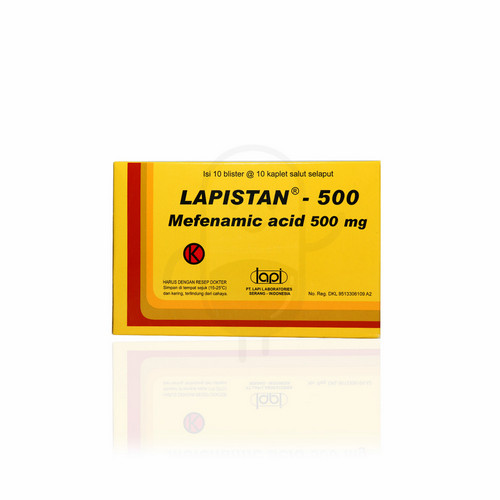 Isi 10 blister @ 10 kaplet salut selaput
LAPISTAN® - 500
Mefenamic acid 500 mg
K
lapi
HARUS DENGAN RESEP DOKTER
Simpan di tempat sejuk (15-25°C)
dan kering, terlindung dari cahaya.
PT. LAPI LABORATORIES
SERANG - INDONESIA
No. Reg. DKL 9513306109 A2